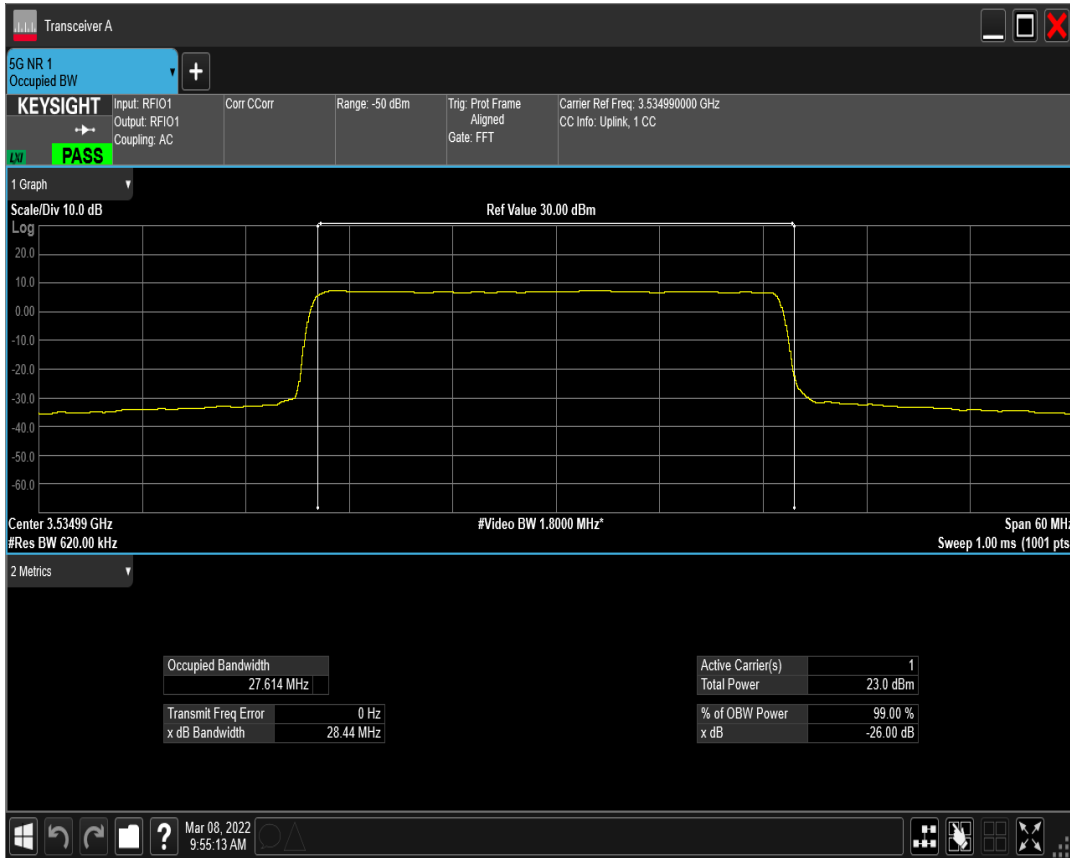 Transceiver A
5G NR 1
Occupied BW
+
KEYSIGHT
LXI
PASS
Input: RFIO1
Output: RFIO1
Coupling: AC
Corr CCorr
Range: -50 dBm
Trig: Prot Frame
Aligned
Gate: FFT
Carrier Ref Freq: 3.534990000 GHz
CC Info: Uplink, 1 CC
1 Graph
Scale/Div 10.0 dB
Ref Value 30.00 dBm
Log
20.0
10.0
0.00
-10.0
-20.0
-30.0
-40.0
-50.0
-60.0
Center 3.53499 GHz
#Video BW 1.8000 MHz*
Span 60 MHz
#Res BW 620.00 kHz
Sweep 1.00 ms (1001 pts
2 Metrics
Occupied Bandwidth
27.614 MHz
Transmit Freq Error 0 Hz
x dB Bandwidth 28.44 MHz
Active Carrier(s) 1
Total Power 23.0 dBm
% of OBW Power 99.00 %
x dB -26.00 dB
?
Mar 08, 2022
9:55:13 AM